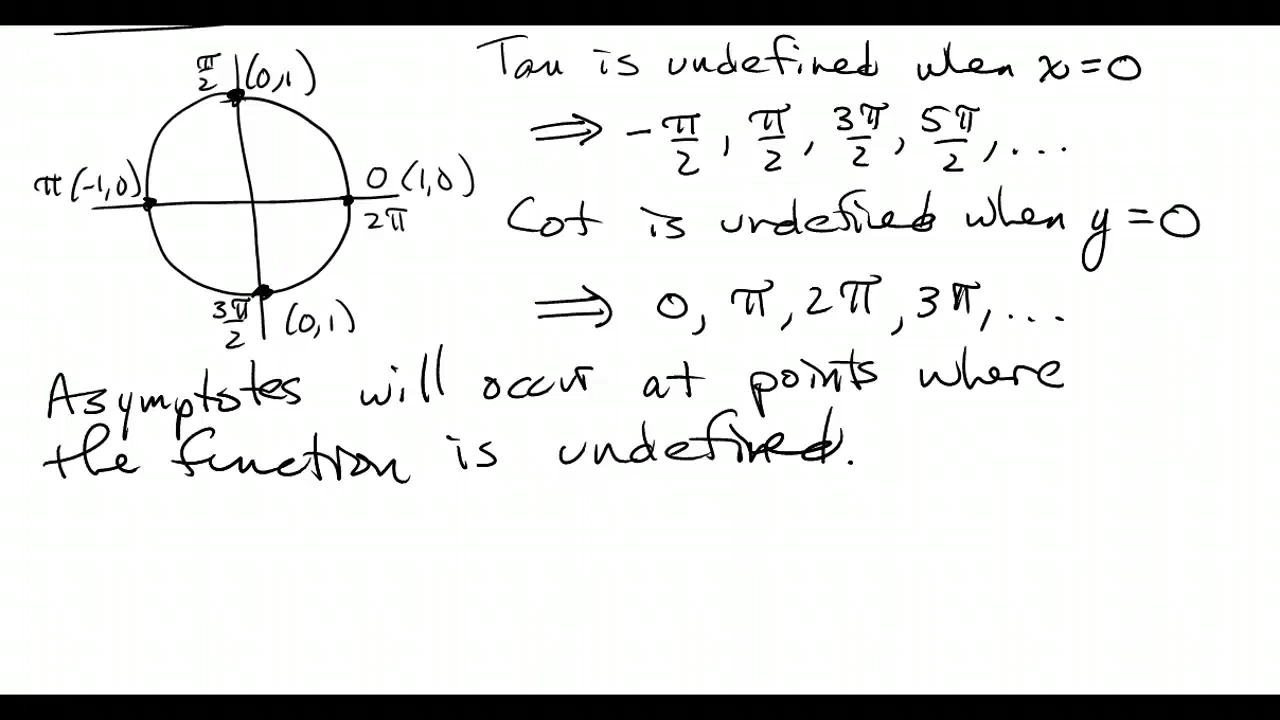 π/2 (0,1)
π (-1,0)
0 (1,0)
2π
3π/2 (0,1)
Tan is undefined when x=0
⇒ -π/2, π/2, 3π/2, 5π/2, ...
Cot is undefined when y=0
⇒ 0, π, 2π, 3π, ...
Asymptotes will occur at points where
the function is undefined.